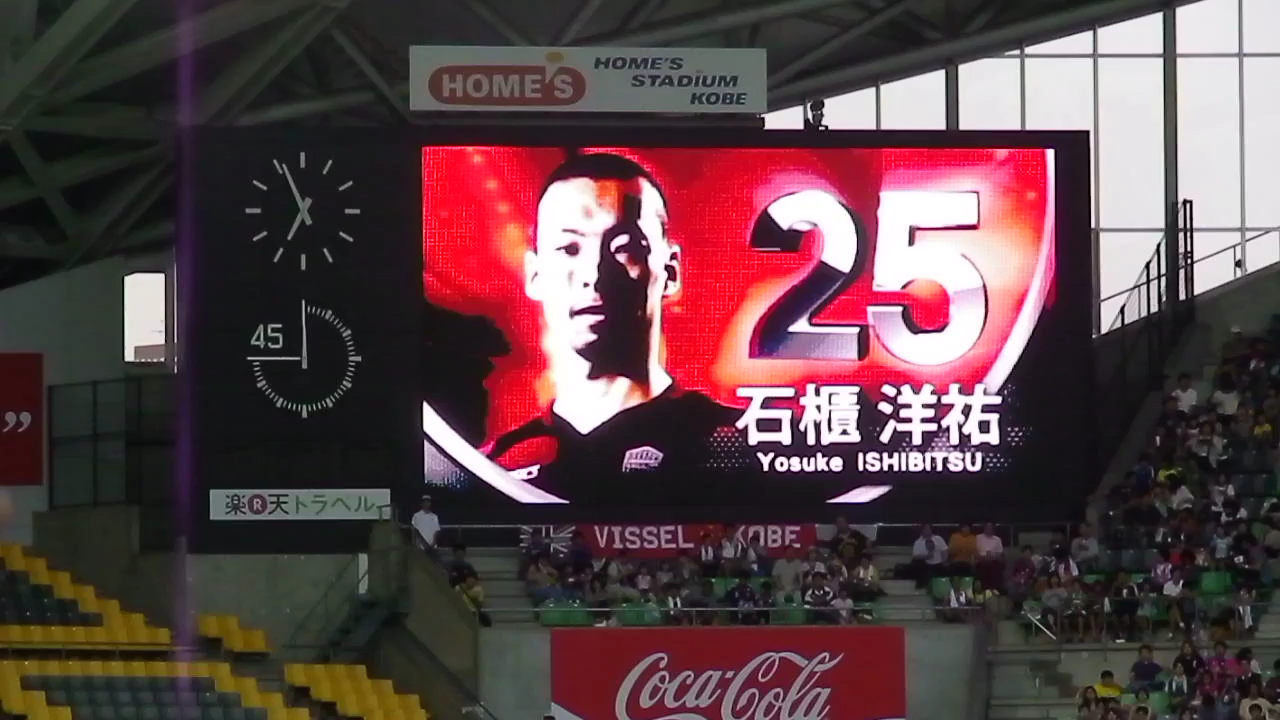 HOME'S
HOME'S
STADIUM
KOBE
45
25
石櫃 洋祐
Yosuke ISHIBITSU
”
楽R天トラベル
VISSEL KOBE
Coca-Cola